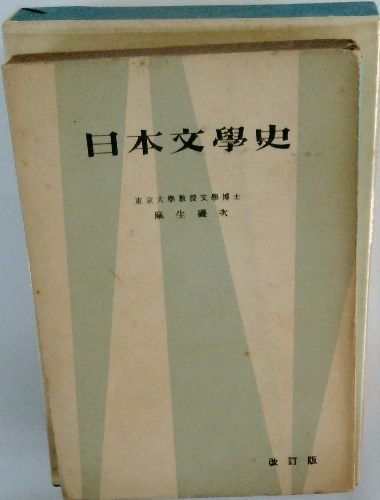 日本文學史
東京大學教授文學博士
麻生磯次
改訂版